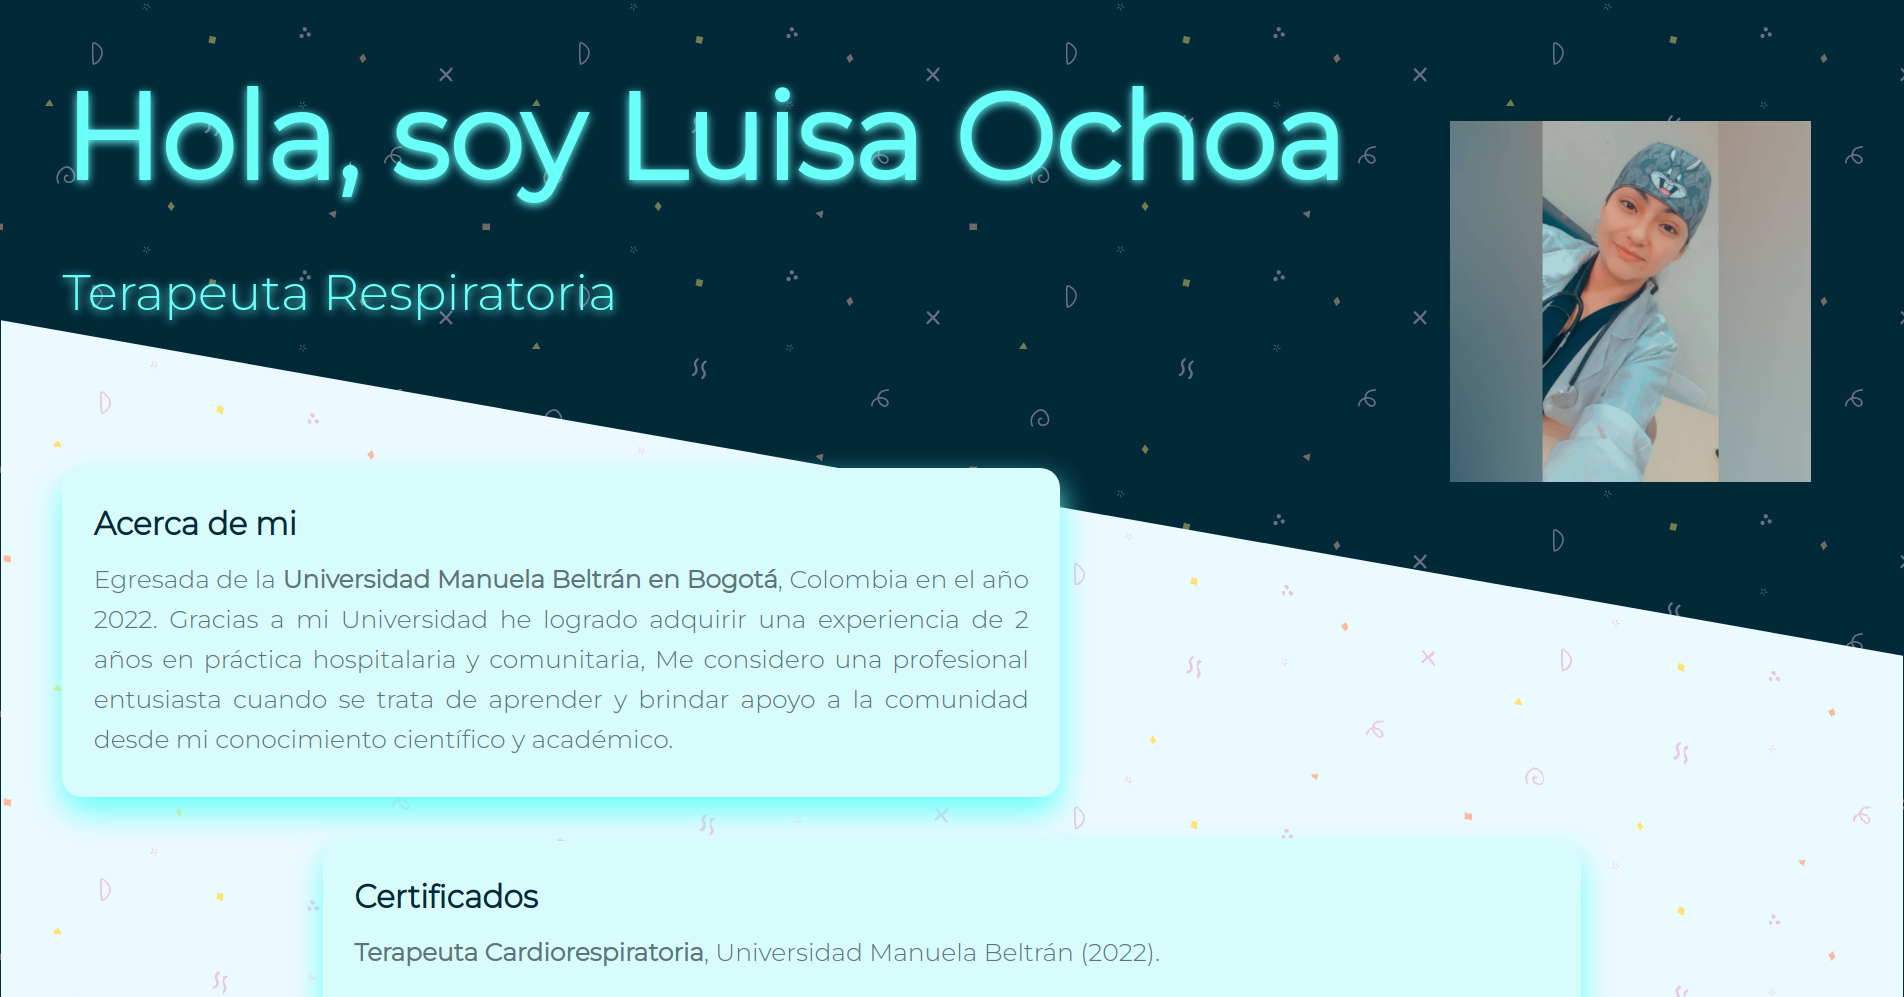 Hola, soy Luisa Ochoa
Terapeuta Respiratoria
Acerca de mi
Egresada de la Universidad Manuela Beltrán en Bogotá, Colombia en el año
2022. Gracias a mi Universidad he logrado adquirir una experiencia de 2
años en práctica hospitalaria y comunitaria, Me considero una profesional
entusiasta cuando se trata de aprender y brindar apoyo a la comunidad
desde mi conocimiento científico y académico.
Certificados
Terapeuta Cardiorespiratoria, Universidad Manuela Beltrán (2022).